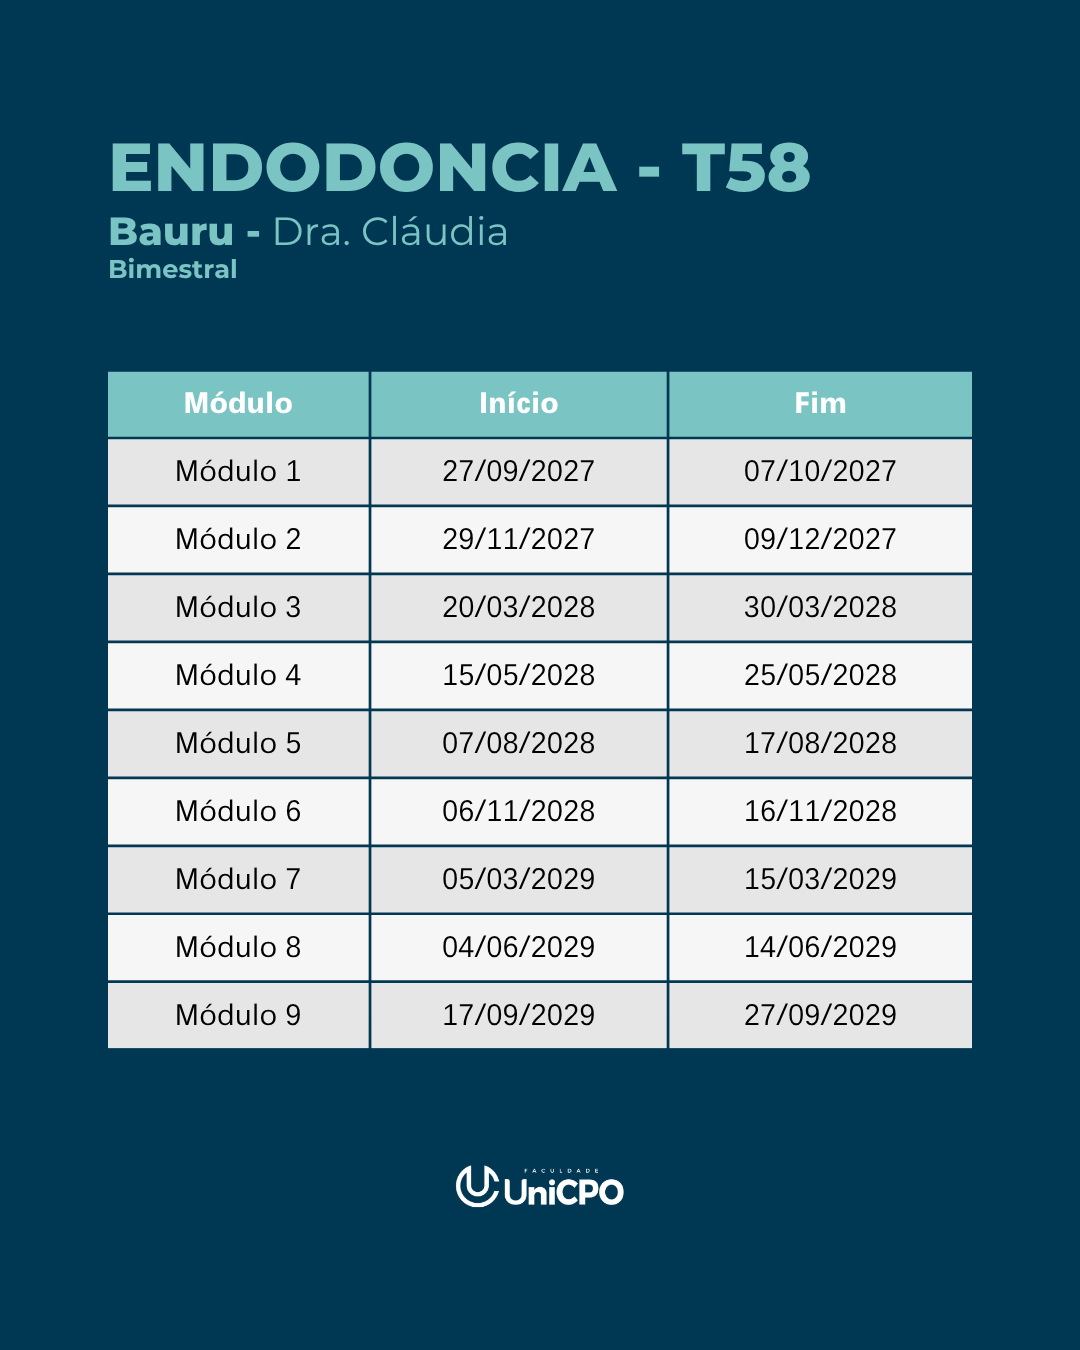 ENDODONCIA - T58
Bauru - Dra. Cláudia
Bimestral
Módulo Início Fim
Módulo 1 27/09/2027 07/10/2027
Módulo 2 29/11/2027 09/12/2027
Módulo 3 20/03/2028 30/03/2028
Módulo 4 15/05/2028 25/05/2028
Módulo 5 07/08/2028 17/08/2028
Módulo 6 06/11/2028 16/11/2028
Módulo 7 05/03/2029 15/03/2029
Módulo 8 04/06/2029 14/06/2029
Módulo 9 17/09/2029 27/09/2029
FACULDADE
UniCPO